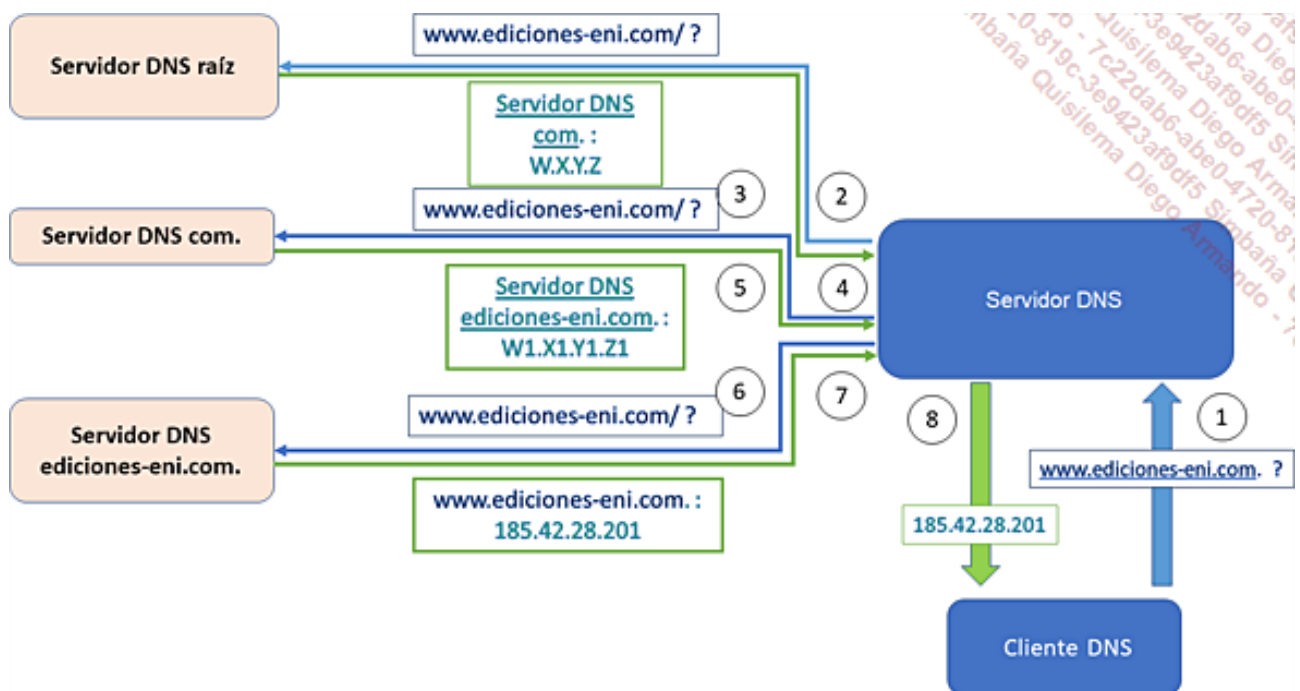 www.ediciones-eni.com/ ?
Servidor DNS raíz
Servidor DNS
com. :
W.X.Y.Z
3
2
www.ediciones-eni.com/ ?
Servidor DNS com.
5
4
Servidor DNS
ediciones-eni.com. :
W1.X1.Y1.Z1
Servidor DNS
6
7
www.ediciones-eni.com/ ?
8
1
Servidor DNS
ediciones-eni.com.
www.ediciones-eni.com. ?
www.ediciones-eni.com. :
185.42.28.201
185.42.28.201
Cliente DNS